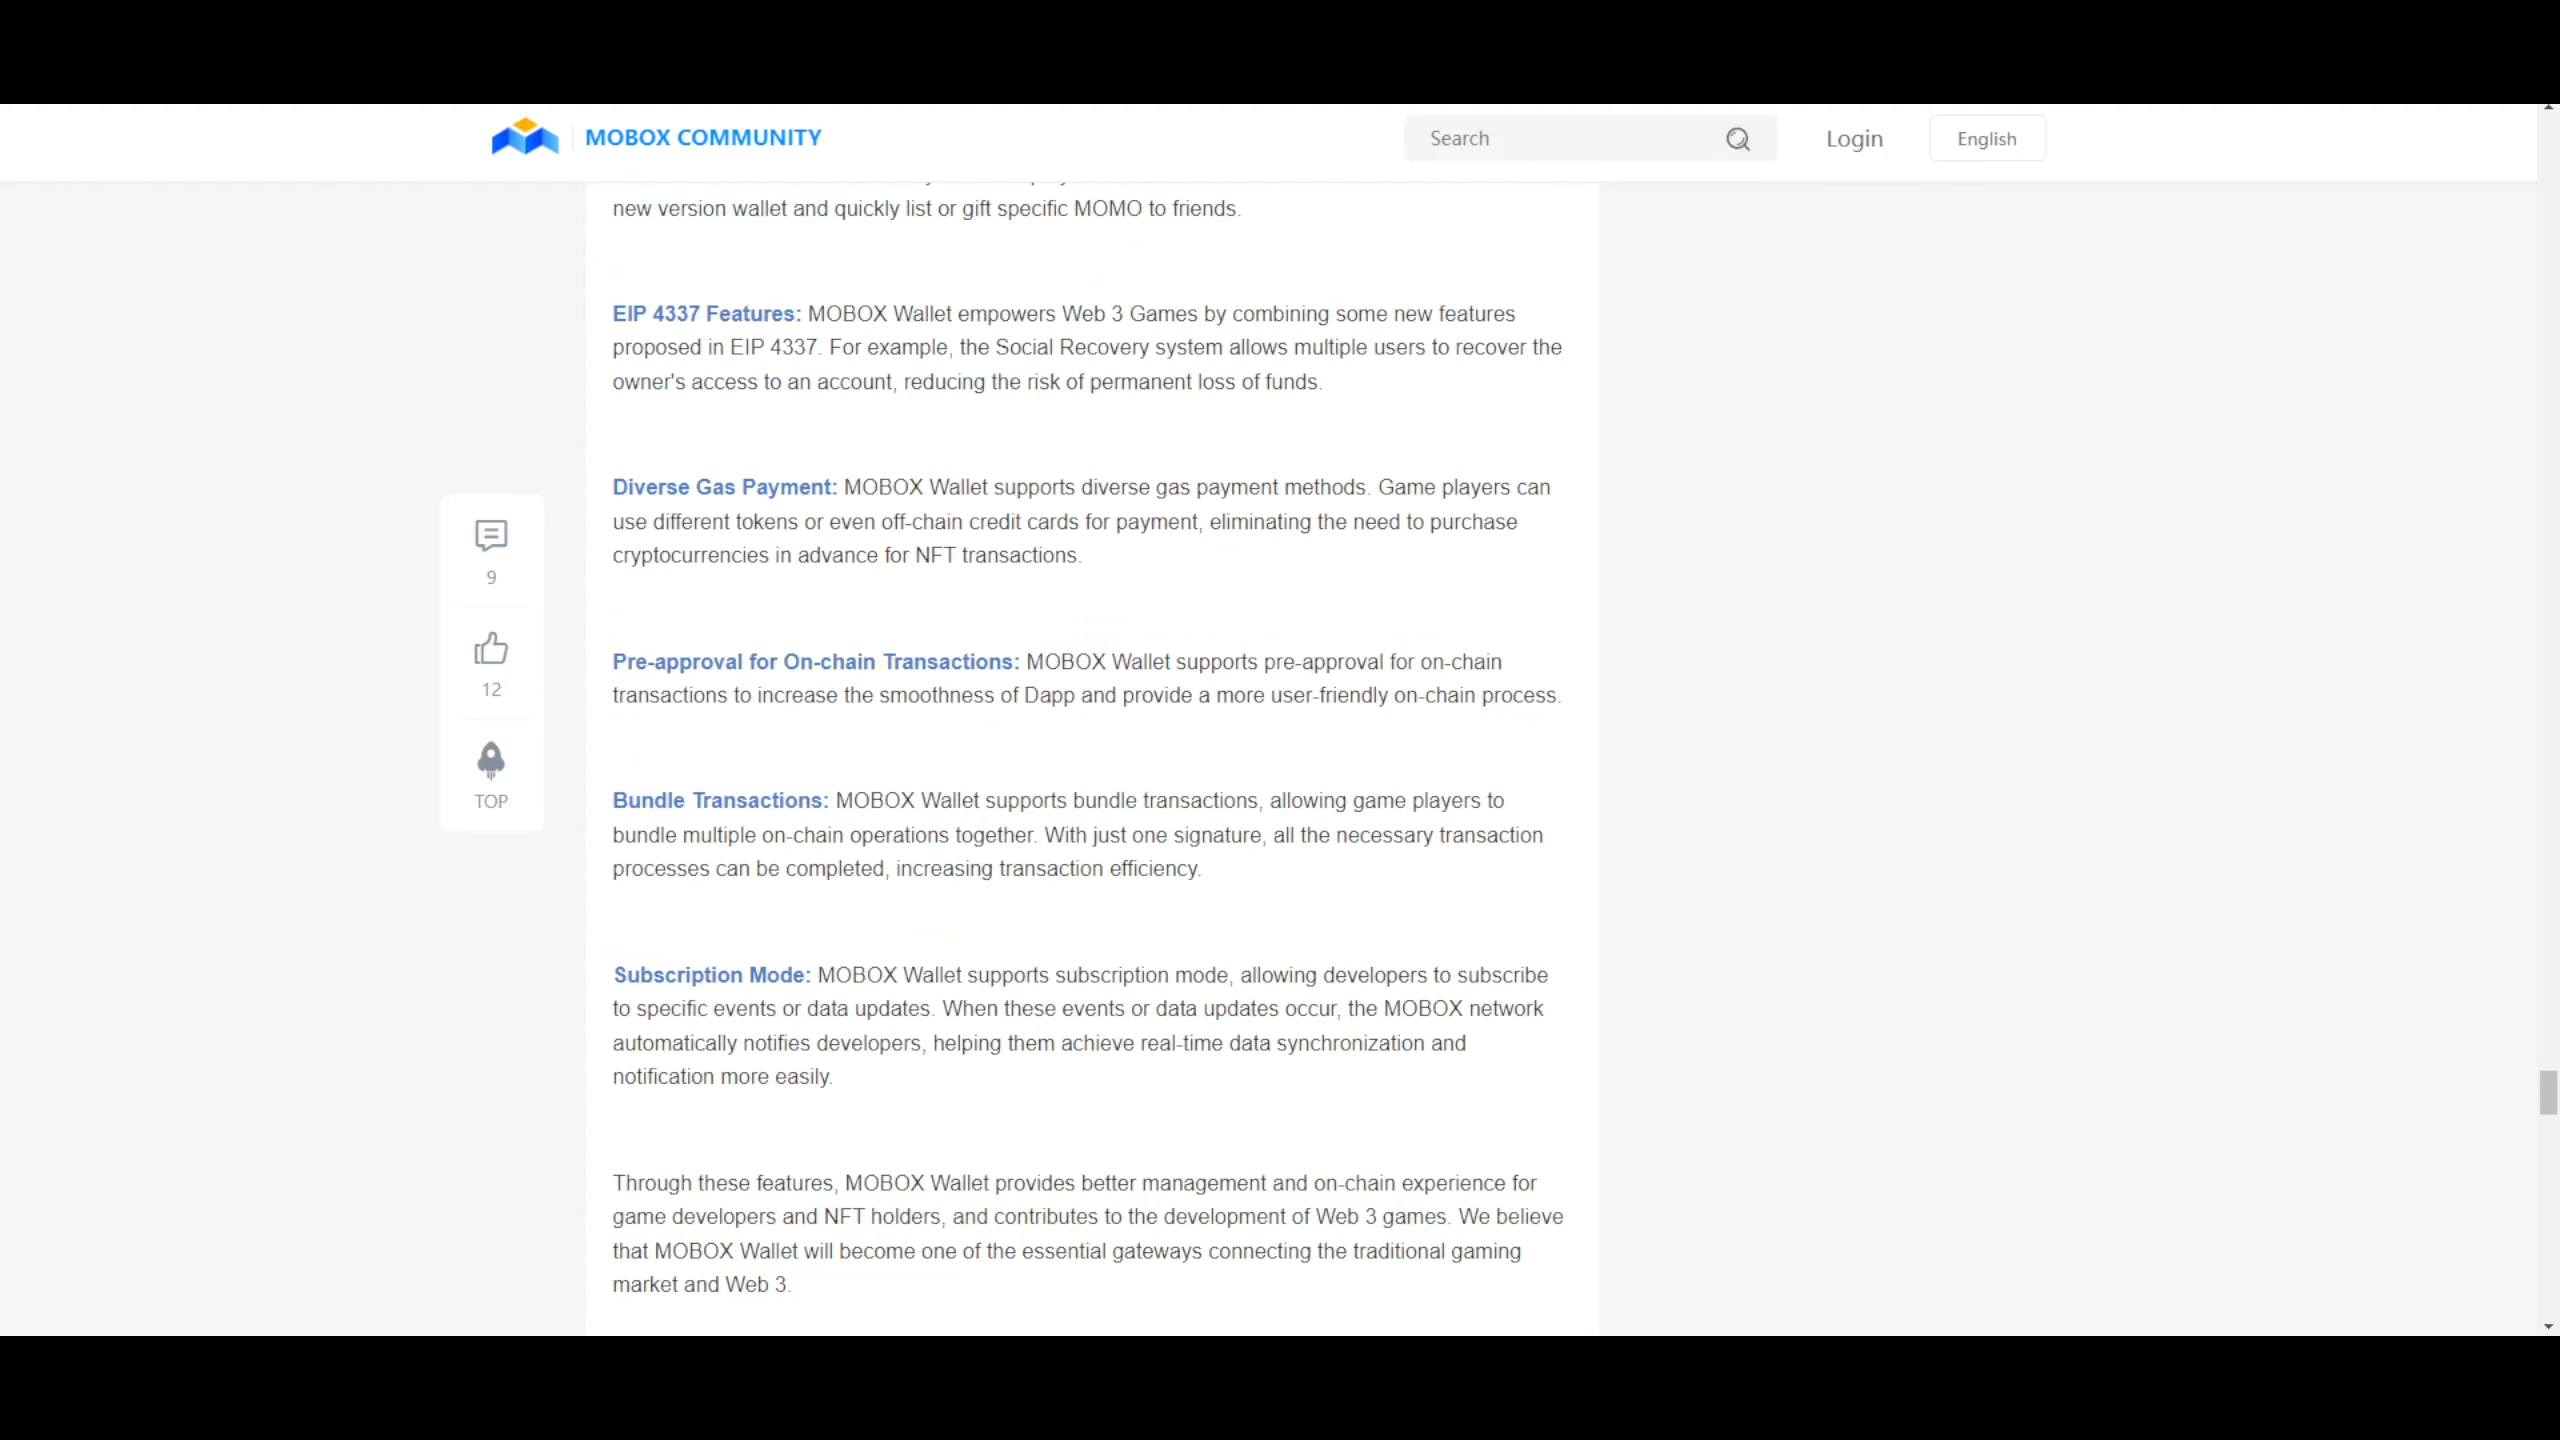 MOBOX COMMUNITY
Search
Login
English
new version wallet and quickly list or gift specific MOMO to friends.
EIP 4337 Features: MOBOX Wallet empowers Web 3 Games by combining some new features
proposed in EIP 4337. For example, the Social Recovery system allows multiple users to recover the
owner's access to an account, reducing the risk of permanent loss of funds.
Diverse Gas Payment: MOBOX Wallet supports diverse gas payment methods. Game players can
use different tokens or even off-chain credit cards for payment, eliminating the need to purchase
cryptocurrencies in advance for NFT transactions.
9
Pre-approval for On-chain Transactions: MOBOX Wallet supports pre-approval for on-chain
transactions to increase the smoothness of Dapp and provide a more user-friendly on-chain process.
12
TOP
Bundle Transactions: MOBOX Wallet supports bundle transactions, allowing game players to
bundle multiple on-chain operations together. With just one signature, all the necessary transaction
processes can be completed, increasing transaction efficiency.
Subscription Mode: MOBOX Wallet supports subscription mode, allowing developers to subscribe
to specific events or data updates. When these events or data updates occur, the MOBOX network
automatically notifies developers, helping them achieve real-time data synchronization and
notification more easily.
Through these features, MOBOX Wallet provides better management and on-chain experience for
game developers and NFT holders, and contributes to the development of Web 3 games. We believe
that MOBOX Wallet will become one of the essential gateways connecting the traditional gaming
market and Web 3.